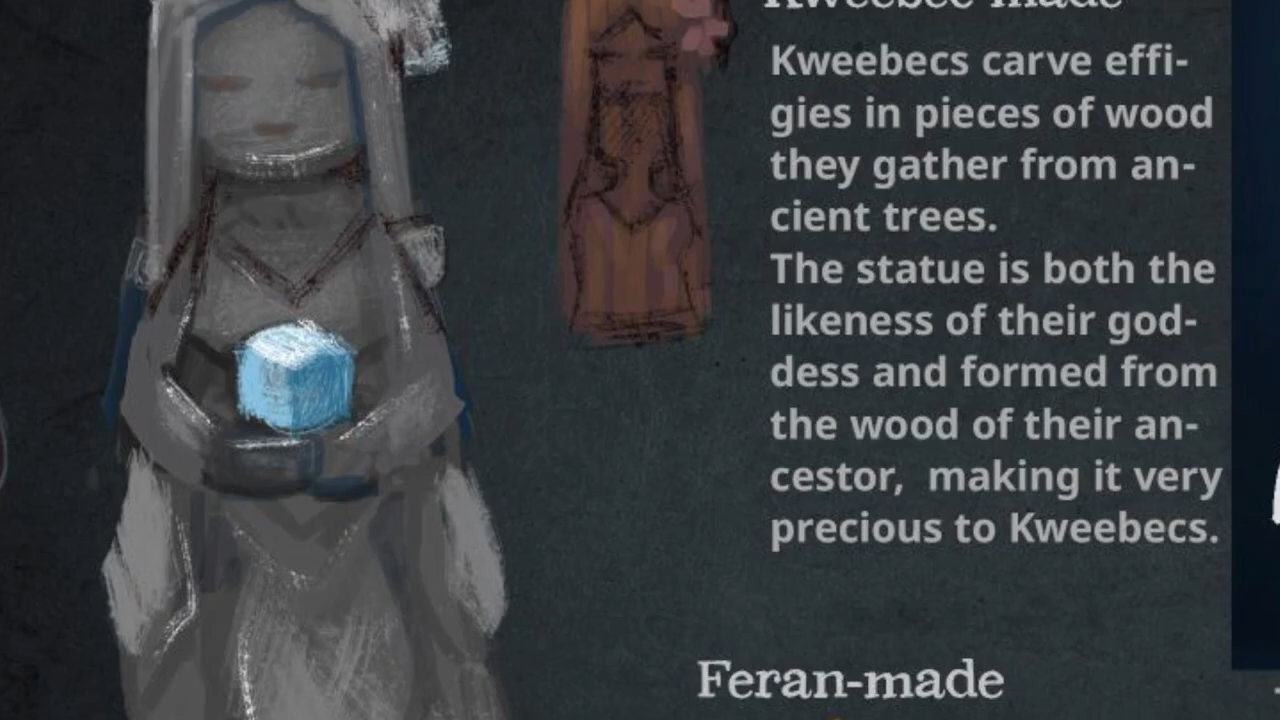 Kweebec-made
Kweebecs carve effi-
gies in pieces of wood
they gather from an-
cient trees.
The statue is both the
likeness of their god-
dess and formed from
the wood of their an-
cestor,  making it very
precious to Kweebecs.
Feran-made